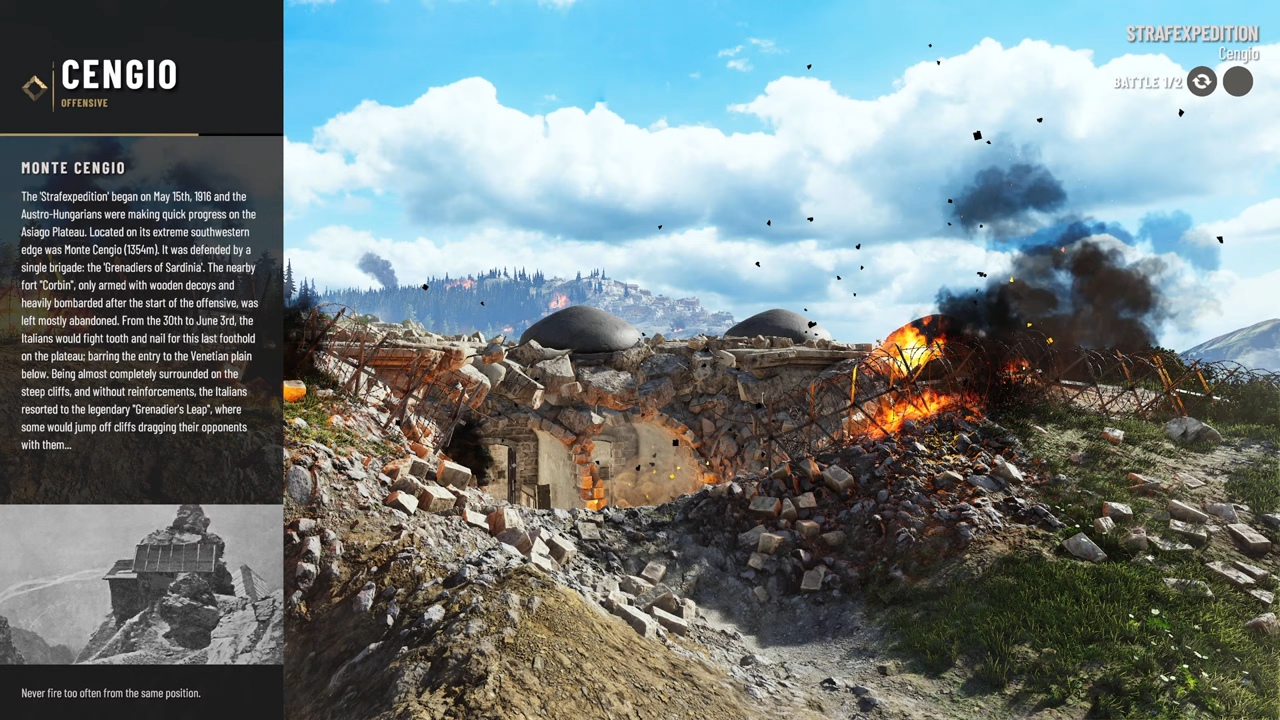 CENGIO
OFFENSIVE
MONTE CENGIO
The 'Strafexpedition' began on May 15th, 1916 and the
Austro-Hungarians were making quick progress on the
Asiago Plateau. Located on its extreme southwestern
edge was Monte Cengio (1354m). It was defended by a
single brigade: the 'Grenadiers of Sardinia'. The nearby
fort "Corbin", only armed with wooden decoys and
heavily bombarded after the start of the offensive, was
left mostly abandoned. From the 30th to June 3rd, the
Italians would fight tooth and nail for this last foothold
on the plateau; barring the entry to the Venetian plain
below. Being almost completely surrounded on the
steep cliffs, and without reinforcements, the Italians
resorted to the legendary "Grenadier's Leap", where
some would jump off cliffs dragging their opponents
with them...
Never fire too often from the same position.
STRAFEXPEDITION
Cengio
BATTLE 1/2